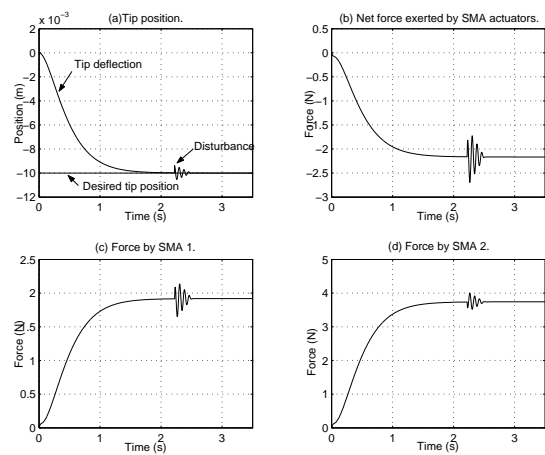 x 10⁻³
(a)Tip position.
2
0
−2
−4
−6
−8
−10
−12
Position (m)
Tip deflection
Disturbance
Desired tip position
0
1
2
3
Time (s)
(b) Net force exerted by SMA actuators.
0.5
0
−0.5
−1
−1.5
−2
−2.5
−3
Force (N)
0
1
2
3
Time (s)
(c) Force by SMA 1.
2.5
2
1.5
1
0.5
0
Force (N)
0
1
2
3
Time (s)
(d) Force by SMA 2.
5
4
3
2
1
0
Force (N)
0
1
2
3
Time (s)